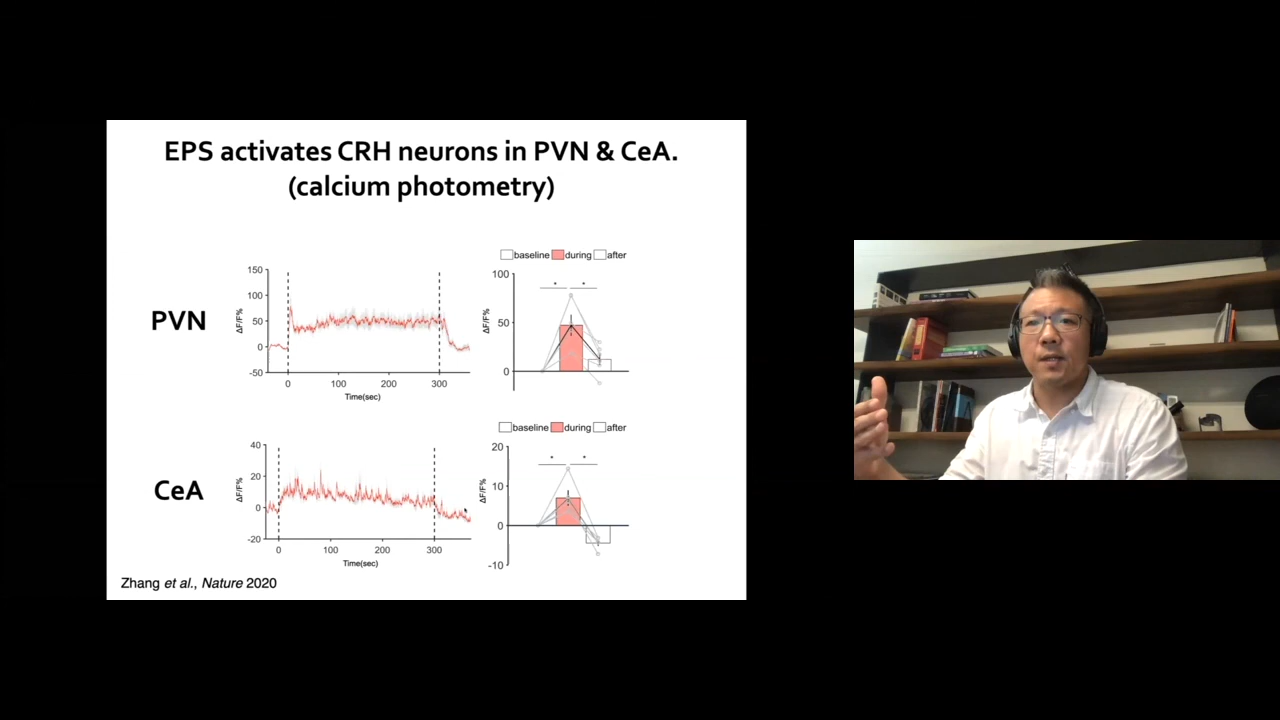 EPS activates CRH neurons in PVN & CeA.
(calcium photometry)
PVN
150
100
50
0
-50
ΔF/F%
0 100 200 300
Time(sec)
baseline during after
100
50
0
ΔF/F%
* *
CeA
40
20
0
-20
ΔF/F%
0 100 200 300
Time(sec)
baseline during after
20
10
0
-10
ΔF/F%
* *
Zhang et al., Nature 2020